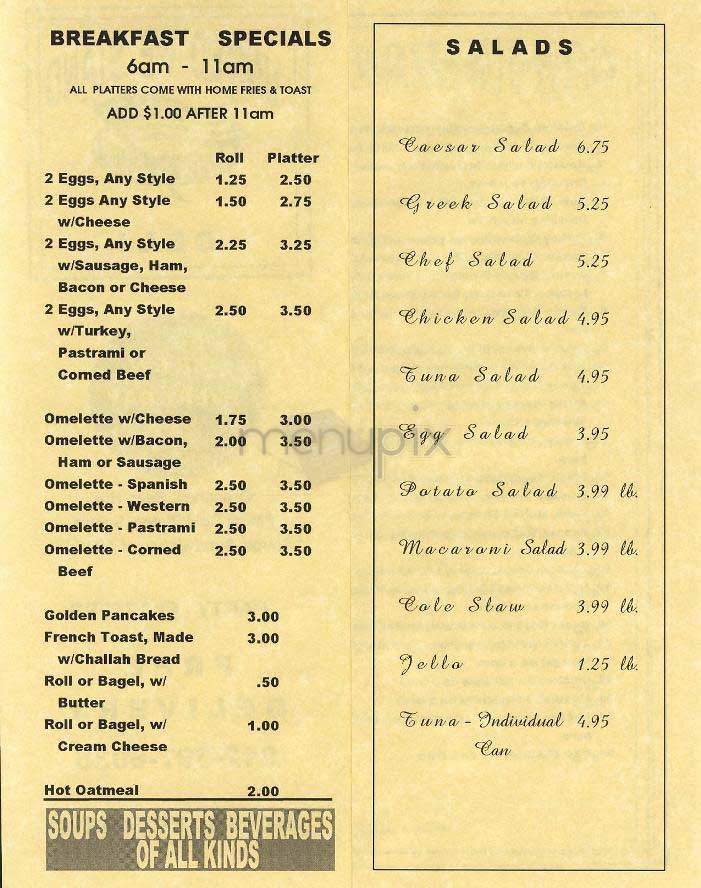 BREAKFAST SPECIALS
6am - 11am
ALL PLATTERS COME WITH HOME FRIES & TOAST
ADD $1.00 AFTER 11am
Roll Platter
2 Eggs, Any Style 1.25 2.50
2 Eggs Any Style 1.50 2.75
w/Cheese
2 Eggs, Any Style 2.25 3.25
w/Sausage, Ham,
Bacon or Cheese
2 Eggs, Any Style 2.50 3.50
w/Turkey,
Pastrami or
Corned Beef
Omelette w/Cheese 1.75 3.00
Omelette w/Bacon, 2.00 3.50
Ham or Sausage
Omelette - Spanish 2.50 3.50
Omelette - Western 2.50 3.50
Omelette - Pastrami 2.50 3.50
Omelette - Corned 2.50 3.50
Beef
Golden Pancakes 3.00
French Toast, Made 3.00
w/Challah Bread
Roll or Bagel, w/ .50
Butter
Roll or Bagel, w/ 1.00
Cream Cheese
Hot Oatmeal 2.00
SOUPS DESSERTS BEVERAGES
OF ALL KINDS
SALADS
Caesar Salad 6.75
Greek Salad 5.25
Chef Salad 5.25
Chicken Salad 4.95
Tuna Salad 4.95
Egg Salad 3.95
Potato Salad 3.99 lb.
Macaroni Salad 3.99 lb.
Cole Slaw 3.99 lb.
Jello 1.25 lb.
Tuna - Individual 4.95
Can
menupix